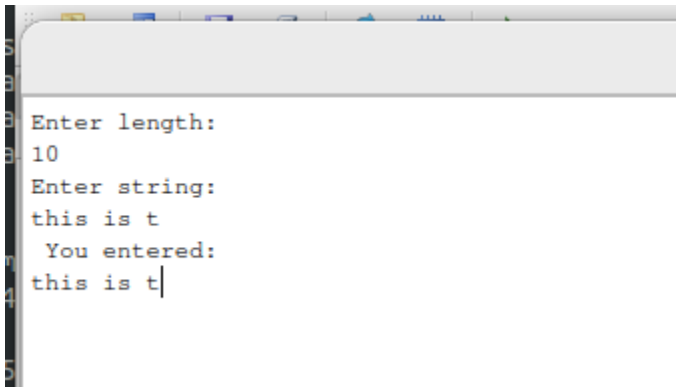 Enter length:
10
Enter string:
this is t
 You entered:
this is t